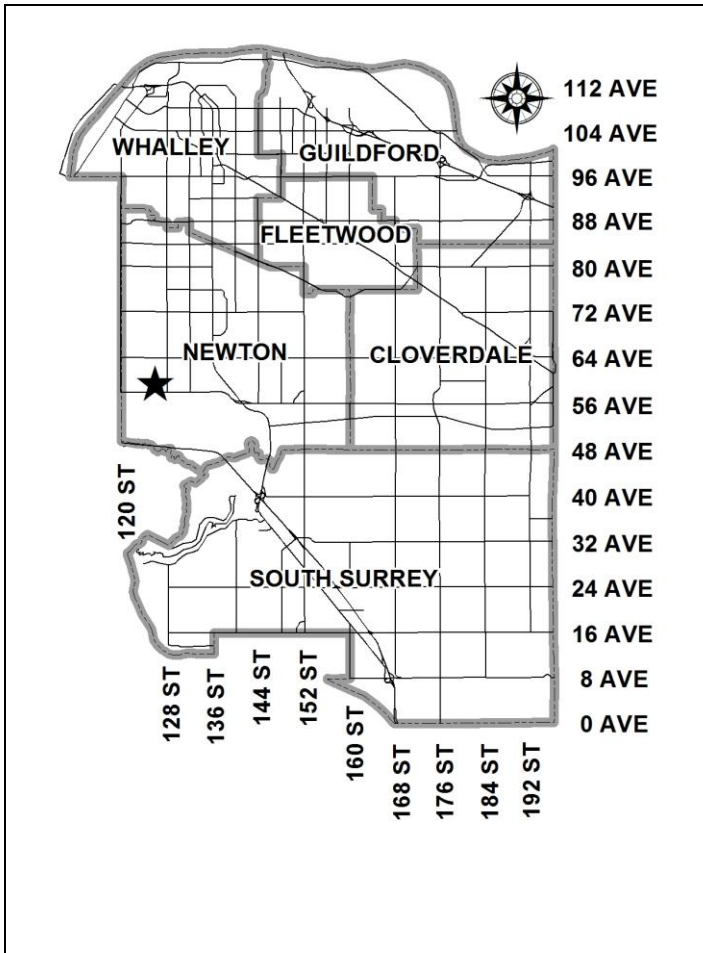 112 AVE
104 AVE
WHALLEY
GUILDFORD
96 AVE
88 AVE
FLEETWOOD
80 AVE
72 AVE
NEWTON
CLOVERDALE
64 AVE
56 AVE
48 AVE
120 ST
40 AVE
32 AVE
SOUTH SURREY
24 AVE
16 AVE
8 AVE
0 AVE
128 ST
136 ST
144 ST
152 ST
160 ST
168 ST
176 ST
184 ST
192 ST